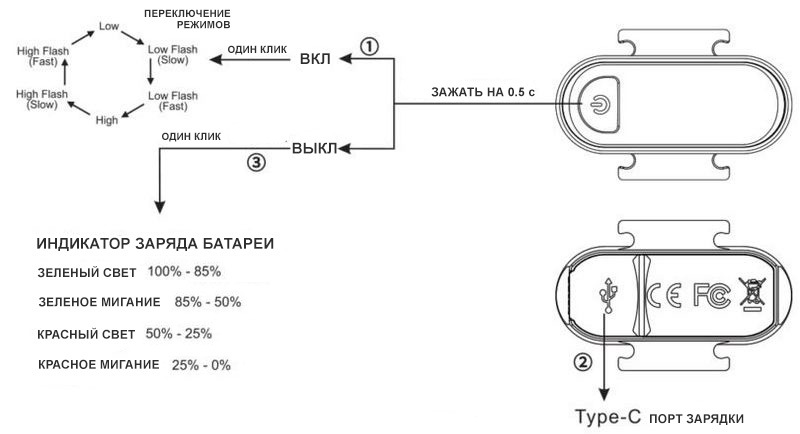 ПЕРЕКЛЮЧЕНИЕ
РЕЖИМОВ
Low
Low Flash
(Slow)
Low Flash
(Fast)
High
High Flash
(Slow)
High Flash
(Fast)
ОДИН КЛИК
ВКЛ
①
ЗАЖАТЬ НА 0.5 с
ОДИН КЛИК
③
ВЫКЛ
ИНДИКАТОР ЗАРЯДА БАТАРЕИ
ЗЕЛЕНЫЙ СВЕТ 100% - 85%
ЗЕЛЕНОЕ МИГАНИЕ 85% - 50%
КРАСНЫЙ СВЕТ 50% - 25%
КРАСНОЕ МИГАНИЕ 25% - 0%
CE FC
②
Type-C ПОРТ ЗАРЯДКИ